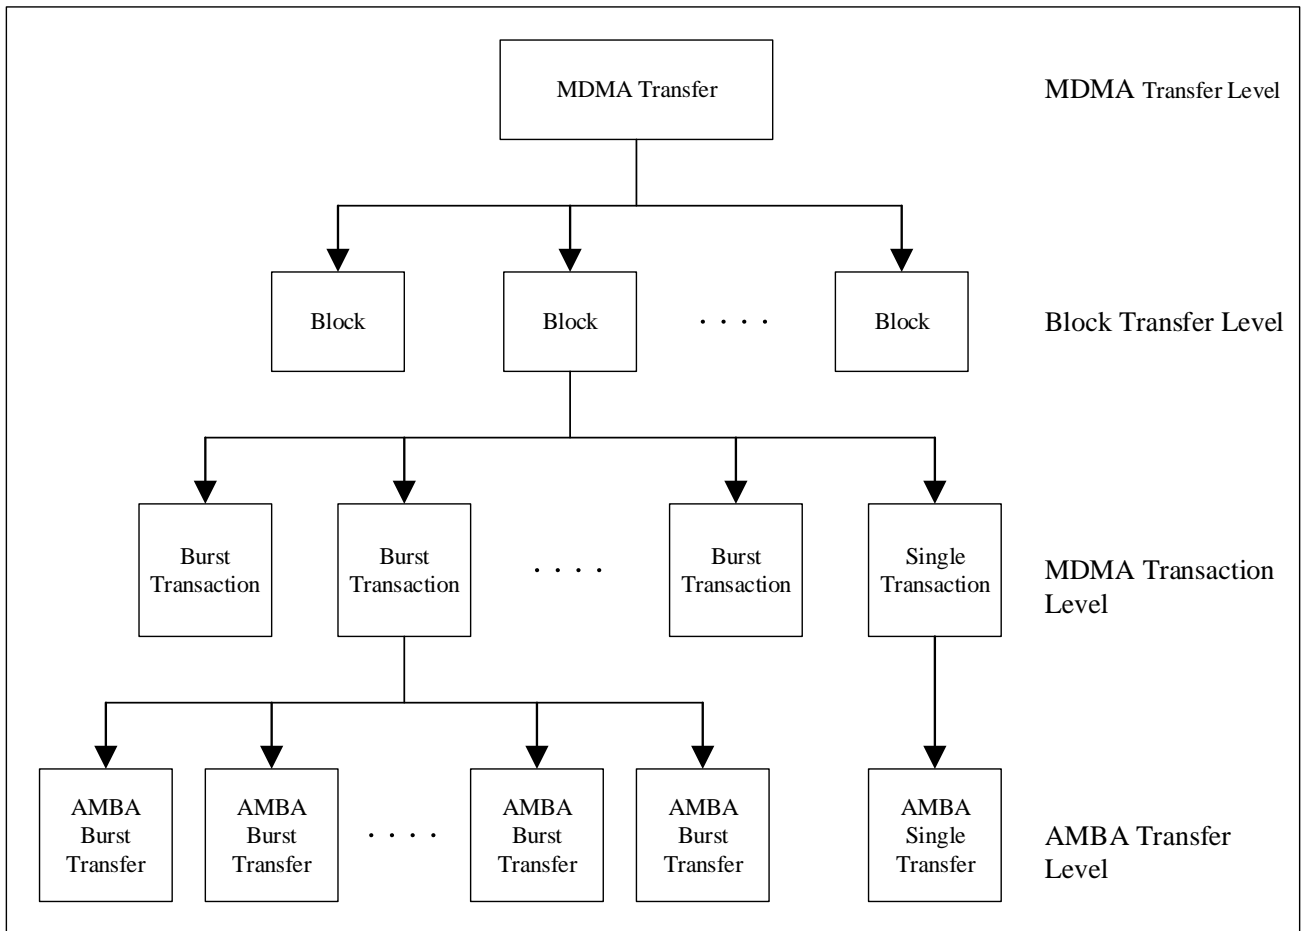 MDMA Transfer
MDMA Transfer Level
Block
Block
. . . .
Block
Block Transfer Level
Burst
Transaction
Burst
Transaction
. . . .
Burst
Transaction
Single
Transaction
MDMA Transaction
Level
AMBA
Burst
Transfer
AMBA
Burst
Transfer
. . . .
AMBA
Burst
Transfer
AMBA
Burst
Transfer
AMBA
Single
Transfer
AMBA Transfer
Level